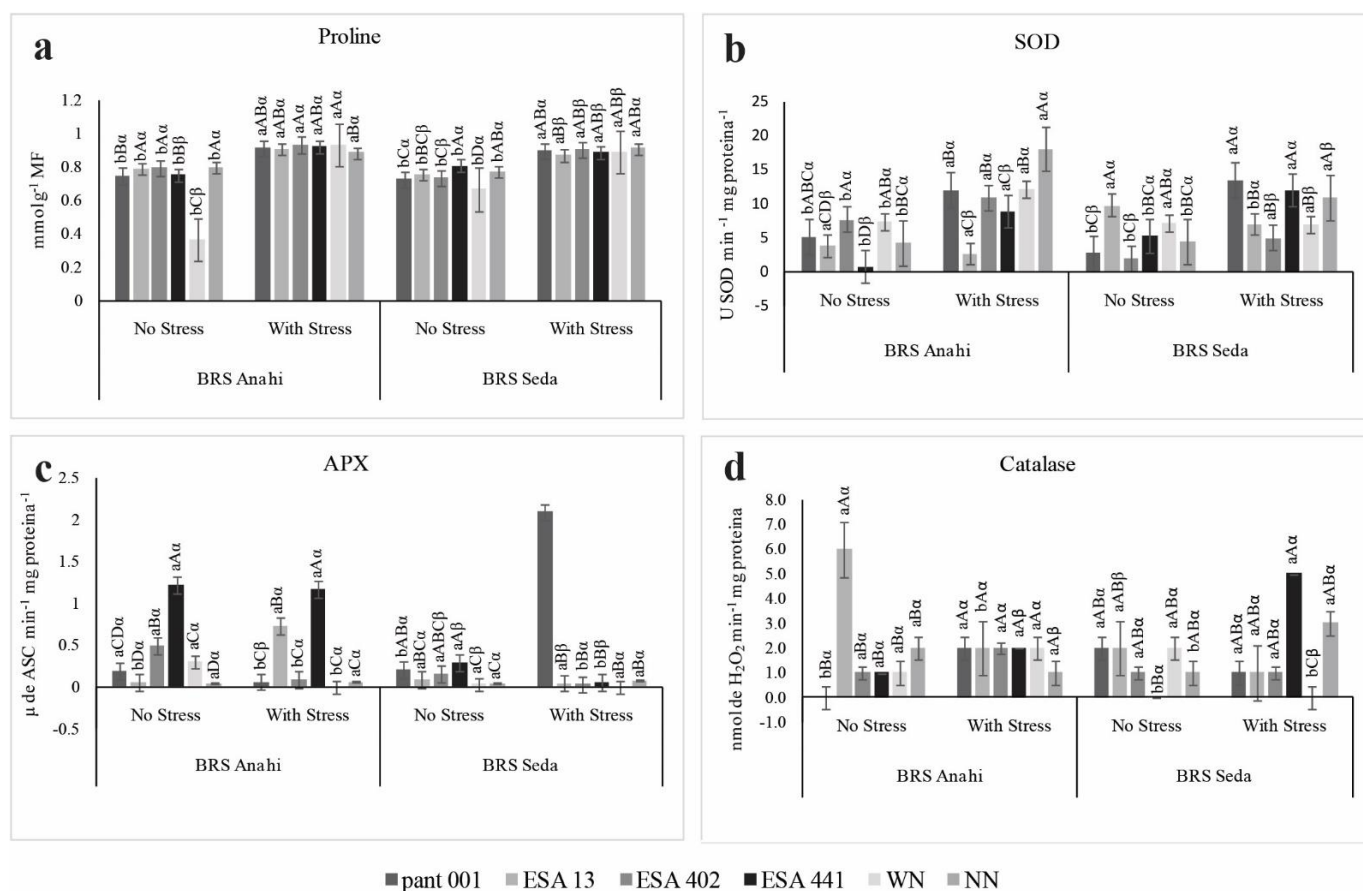 a
Proline
mmol g-1 MF
1.2
1
0.8
0.6
0.4
0.2
0
bBα bAα bAα bBβ bCβ bAα
aABα aABα aAα aABα aAα aBα
bCα bBCβ bCβ bAα bDα bABα
aABα aBβ aABβ aABβ aABβ aABα
No Stress With Stress No Stress With Stress
BRS Anahi BRS Seda
b
SOD
U SOD min-1 mg proteina-1
25
20
15
10
5
0
-5
bABCα aCDβ bAα bDβ bABα bBCα
aBα aCβ aBα aCβ aBα aAα
bCβ aAα bCβ bBCα aABα bBCα
aAα bBα aBβ aAα aBβ aAβ
No Stress With Stress No Stress With Stress
BRS Anahi BRS Seda
c
APX
µ de ASC min-1 mg proteina-1
2.5
2
1.5
1
0.5
0
-0.5
aCDα bDα aBα aAα aCα aDα
bCβ aBα bCα aAα bCα aCα
bABα aBCα aABCβ aAβ aCβ aCα
aBβ aBβ bBβ aBα aBα
No Stress With Stress No Stress With Stress
BRS Anahi BRS Seda
d
Catalase
nmol de H2O2 min-1 mg proteina
8.0
7.0
6.0
5.0
4.0
3.0
2.0
1.0
0.0
-1.0
bBα aAα aBα aBα aBα aBα
aAα bAα aAα aAβ aAα aAβ
aABα aABβ aABα bBα aABα bABα
aABα aABα aABα aAα bCβ aABα
No Stress With Stress No Stress With Stress
BRS Anahi BRS Seda
pant 001 ESA 13 ESA 402 ESA 441 WN NN